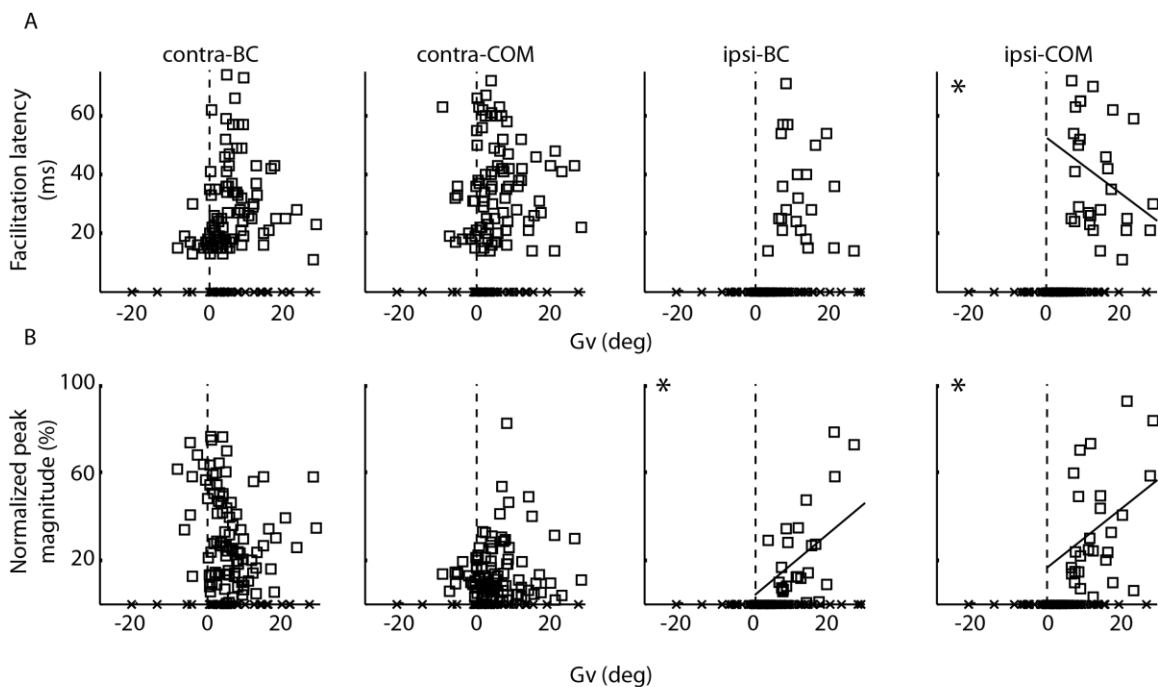 A
contra-BC contra-COM ipsi-BC ipsi-COM
Facilitation latency
(ms)
60
40
20
*
-20 0 20 -20 0 20 -20 0 20 -20 0 20
Gv (deg)
B
Normalized peak
magnitude (%)
100
60
20
* *
-20 0 20 -20 0 20 -20 0 20 -20 0 20
Gv (deg)